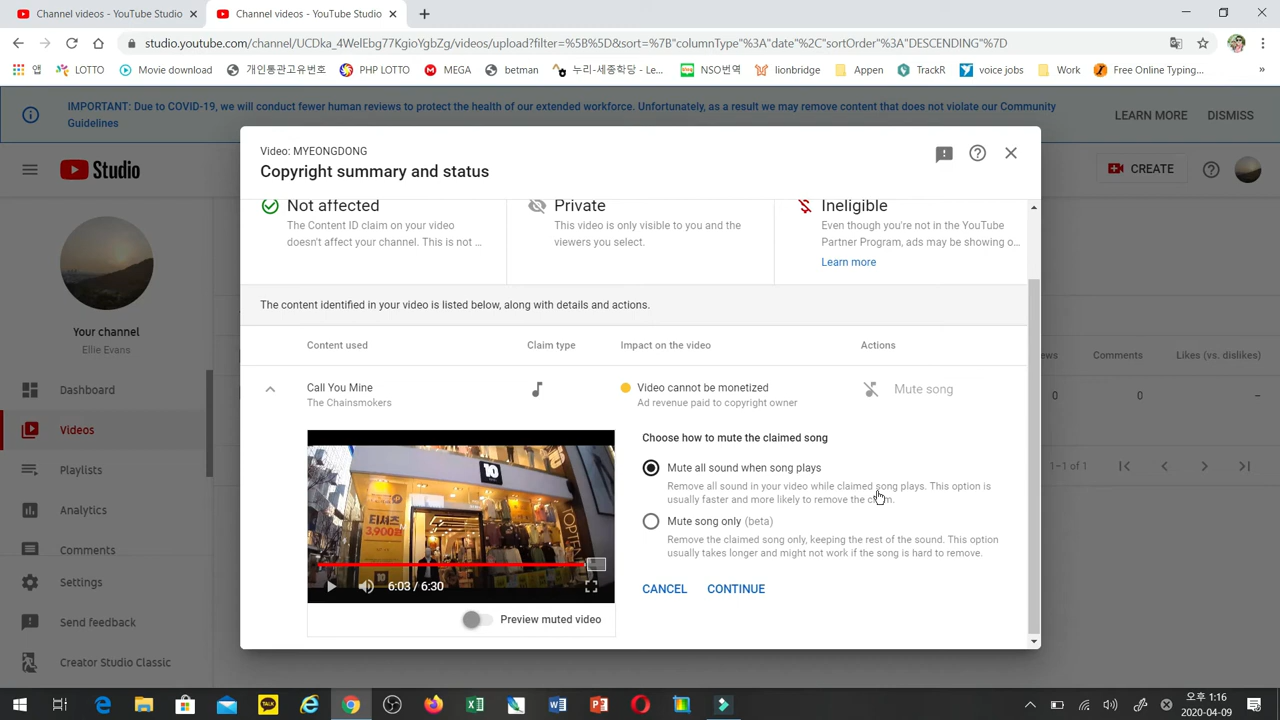 Channel videos - YouTube Studio
Channel videos - YouTube Studio
studio.youtube.com/channel/UCDka_4WelEbg77KgioYgbZg/videos/upload?filter=%5B%5D&sort=%7B"columnType"%3A"date"%2C"sortOrder"%3A"DESCENDING"%7D
앱 LOTTO Movie download 개인통관고유번호 PHP LOTTO MEGA betman 누리-세종학당 - Le... NSO번역 lionbridge Appen TrackR voice jobs Work Free Online Typing... »
IMPORTANT: Due to COVID-19, we will conduct fewer human reviews to protect the health of our extended workforce. Unfortunately, as a result we may remove content that does not violate our Community
Guidelines
LEARN MORE DISMISS
Studio
CREATE
Your channel
Ellie Evans
Dashboard
Videos
Playlists
Analytics
Comments
Settings
Send feedback
Creator Studio Classic
Video: MYEONGDONG
Copyright summary and status
Not affected
The Content ID claim on your video
doesn't affect your channel. This is not ...
Private
This video is only visible to you and the
viewers you select.
Ineligible
Even though you're not in the YouTube
Partner Program, ads may be showing o...
Learn more
The content identified in your video is listed below, along with details and actions.
Content used Claim type Impact on the video Actions
Call You Mine
The Chainsmokers
Video cannot be monetized
Ad revenue paid to copyright owner
Mute song
10
티셔츠
3,900원
TOPTEN
6:03 / 6:30
Preview muted video
Choose how to mute the claimed song
Mute all sound when song plays
Remove all sound in your video while claimed song plays. This option is
usually faster and more likely to remove the
Mute song only (beta)
Remove the claimed song only, keeping the rest of the sound. This option
usually takes longer and might not work if the song is hard to remove.
CANCEL CONTINUE
Comments Likes (vs. dislikes)
0 0 –
1–1 of 1
TALK
오후 1:16
2020-04-09